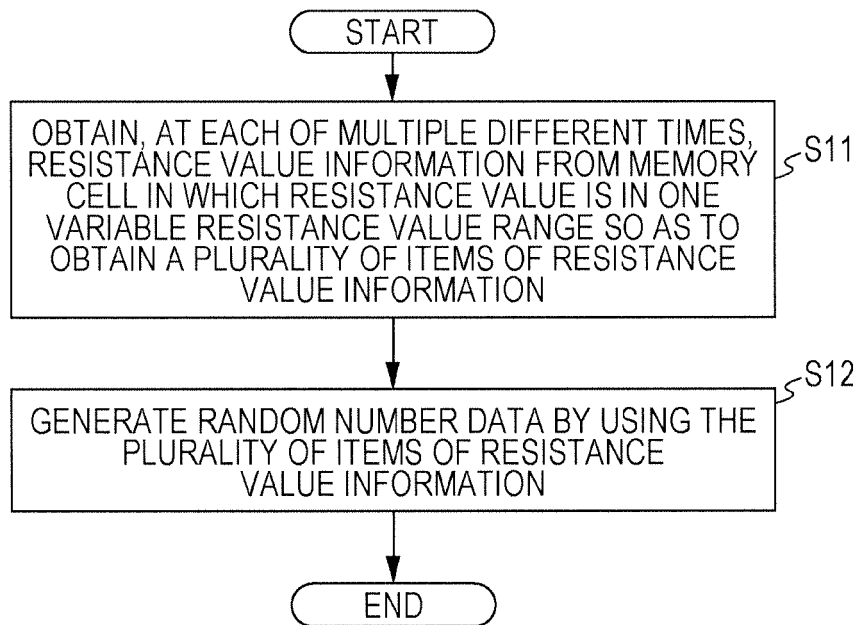 START
OBTAIN, AT EACH OF MULTIPLE DIFFERENT TIMES,
RESISTANCE VALUE INFORMATION FROM MEMORY
CELL IN WHICH RESISTANCE VALUE IS IN ONE
VARIABLE RESISTANCE VALUE RANGE SO AS TO
OBTAIN A PLURALITY OF ITEMS OF RESISTANCE
VALUE INFORMATION
S11
GENERATE RANDOM NUMBER DATA BY USING THE
PLURALITY OF ITEMS OF RESISTANCE
VALUE INFORMATION
S12
END